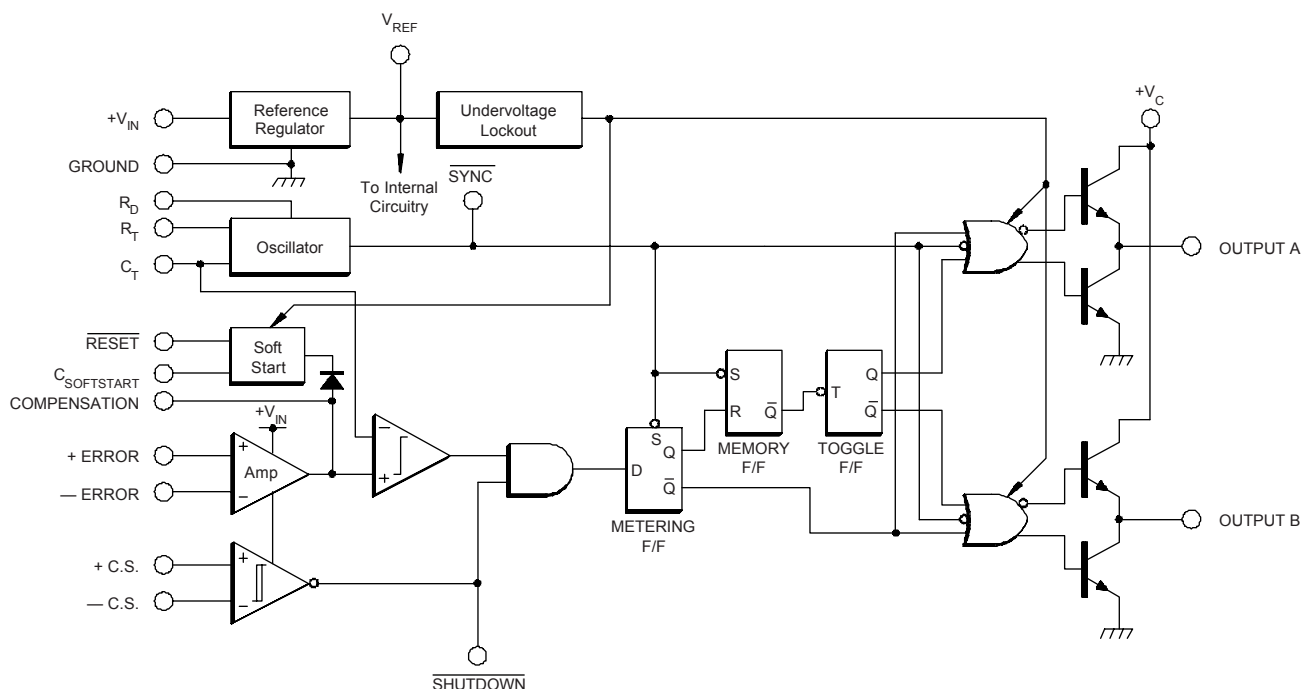 V_REF
+V_C
+V_IN
Reference
Regulator
Undervoltage
Lockout
GROUND
SYNC
To Internal
Circuitry
R_D
R_T
Oscillator
C_T
OUTPUT A
RESET
Soft
Start
C_SOFTSTART
COMPENSATION
+V_IN
S
R
Q
MEMORY
F/F
T
Q
Q
TOGGLE
F/F
+ ERROR
— ERROR
+
−
Amp
−
+
D
S
Q
Q
METERING
F/F
OUTPUT B
+ C.S.
— C.S.
+
−
SHUTDOWN